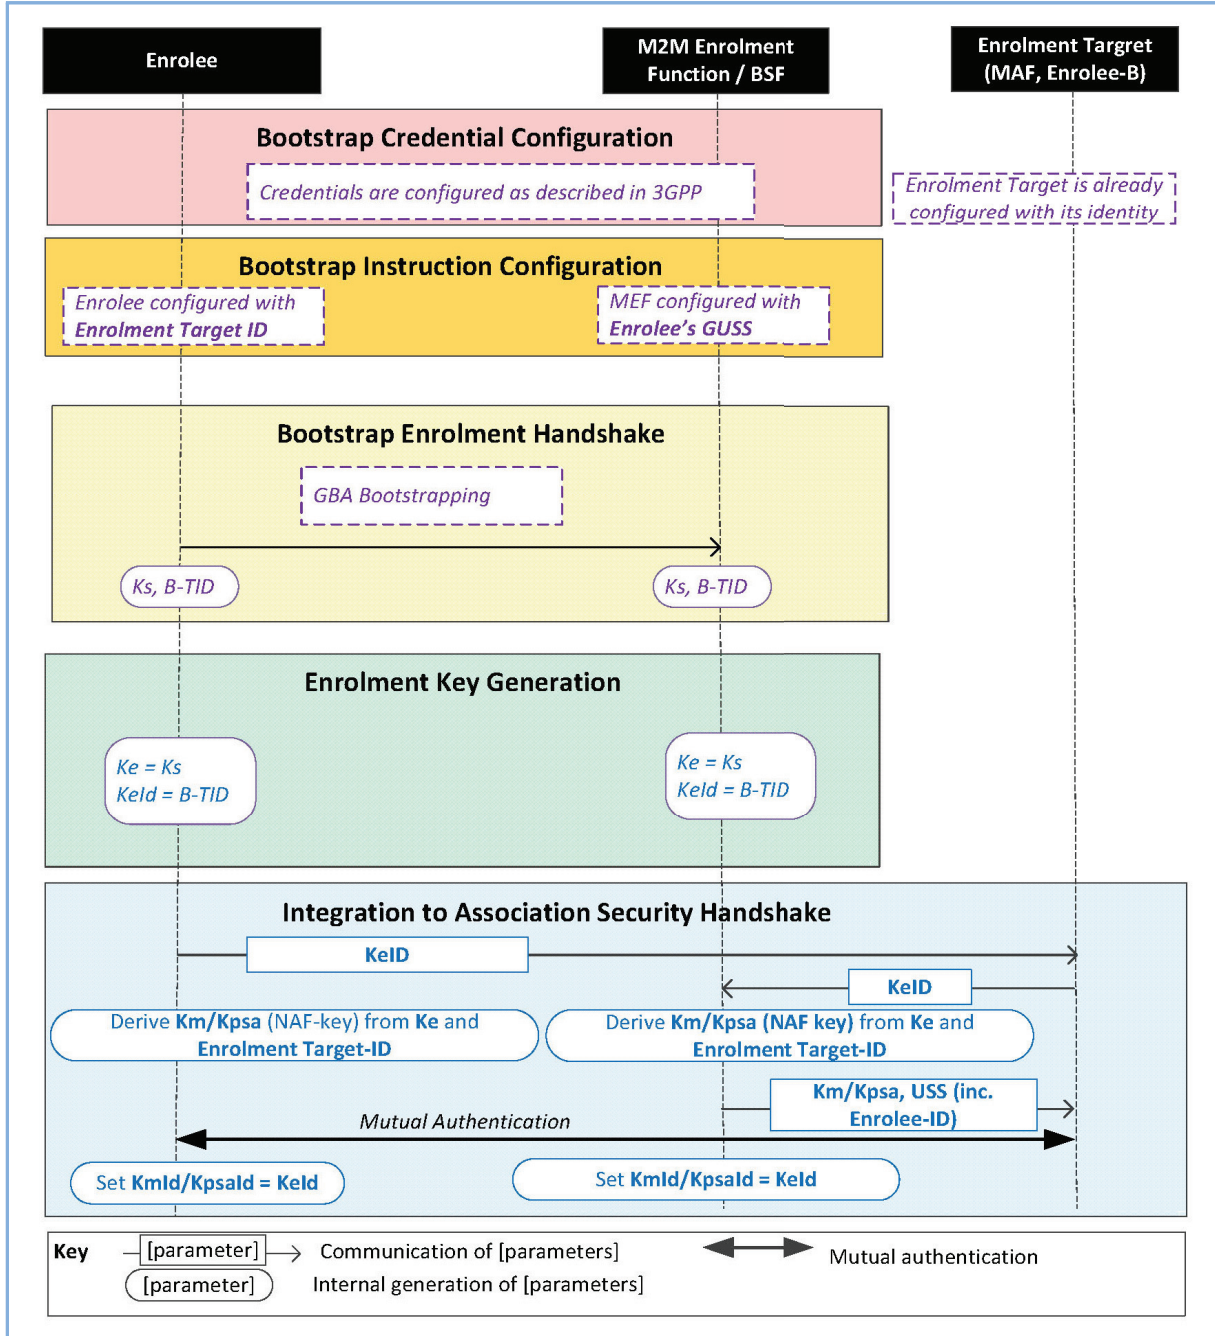 Enrolee
M2M Enrolment
Function / BSF
Enrolment Targret
(MAF, Enrolee-B)
Bootstrap Credential Configuration
Credentials are configured as described in 3GPP
Enrolment Target is already
configured with its identity
Bootstrap Instruction Configuration
Enrolee configured with
Enrolment Target ID
MEF configured with
Enrolee's GUSS
Bootstrap Enrolment Handshake
GBA Bootstrapping
Ks, B-TID
Ks, B-TID
Enrolment Key Generation
Ke = Ks
KeId = B-TID
Ke = Ks
KeId = B-TID
Integration to Association Security Handshake
KeID
KeID
Derive Km/Kpsa (NAF-key) from Ke and
Enrolment Target-ID
Derive Km/Kpsa (NAF key) from Ke and
Enrolment Target-ID
Km/Kpsa, USS (inc.
Enrolee-ID)
Mutual Authentication
Set KmId/KpsaId = KeId
Set KmId/KpsaId = KeId
Key
[parameter]
Communication of [parameters]
Mutual authentication
[parameter]
Internal generation of [parameters]